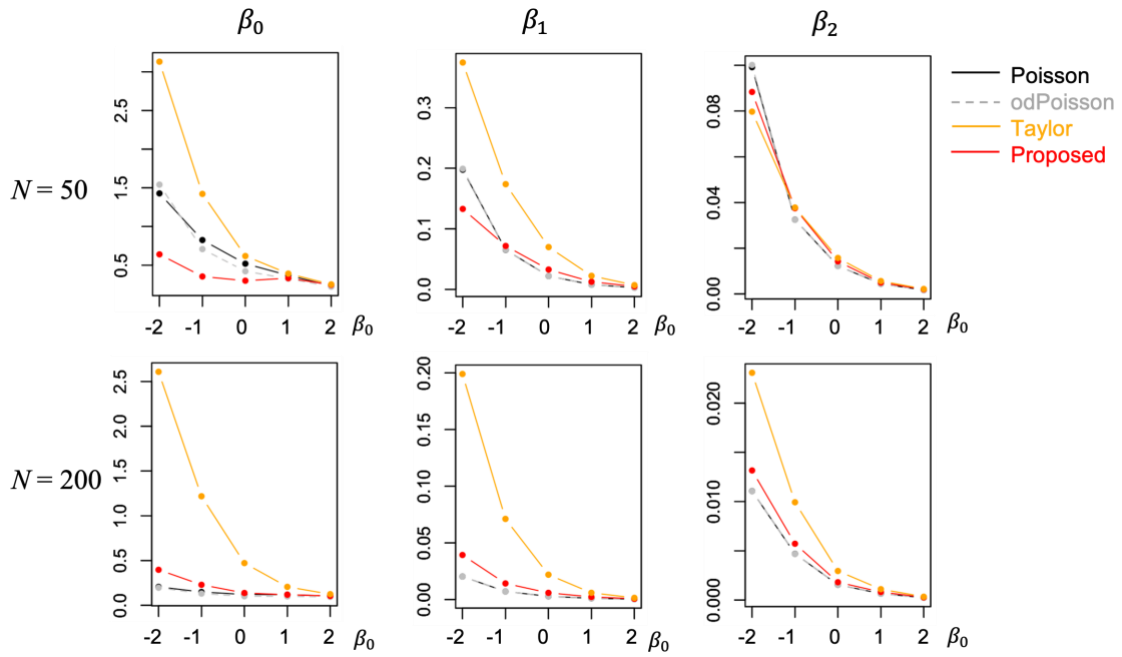 β₀ β₁ β₂
Poisson
odPoisson
Taylor
Proposed
N = 50
0.5 1.5 2.5
-2 -1 0 1 2 β₀
0.0 0.1 0.2 0.3
-2 -1 0 1 2 β₀
0.00 0.04 0.08
-2 -1 0 1 2 β₀
N = 200
0.0 0.5 1.0 1.5 2.0 2.5
-2 -1 0 1 2 β₀
0.00 0.05 0.10 0.15 0.20
-2 -1 0 1 2 β₀
0.000 0.010 0.020
-2 -1 0 1 2 β₀